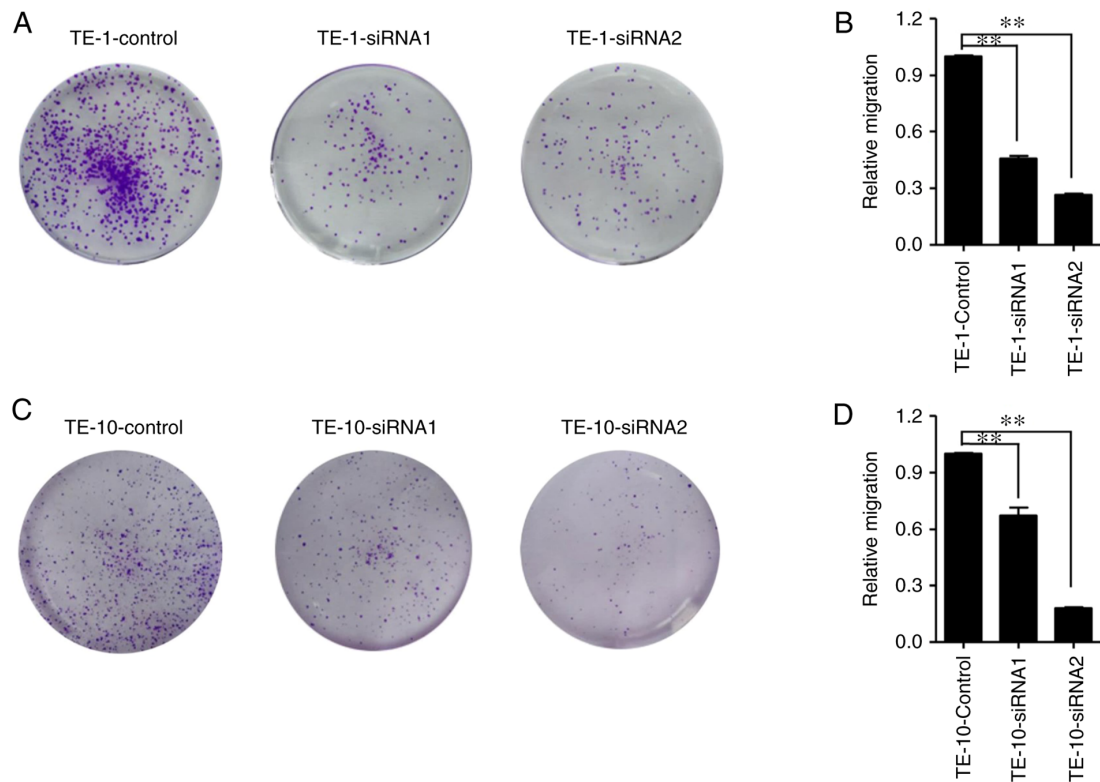 A
TE-1-control
TE-1-siRNA1
TE-1-siRNA2
B
Relative migration
1.2
0.9
0.6
0.3
0.0
**
**
TE-1-Control
TE-1-siRNA1
TE-1-siRNA2
C
TE-10-control
TE-10-siRNA1
TE-10-siRNA2
D
Relative migration
1.2
0.9
0.6
0.3
0.0
**
**
TE-10-Control
TE-10-siRNA1
TE-10-siRNA2